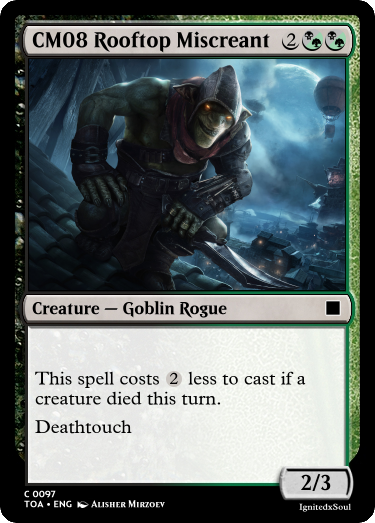 CM08 Rooftop Miscreant 2
Creature — Goblin Rogue
This spell costs 2 less to cast if a
creature died this turn.
Deathtouch
2/3
C 0097
TOA • ENG Alisher Mirzoev
IgnitedxSoul